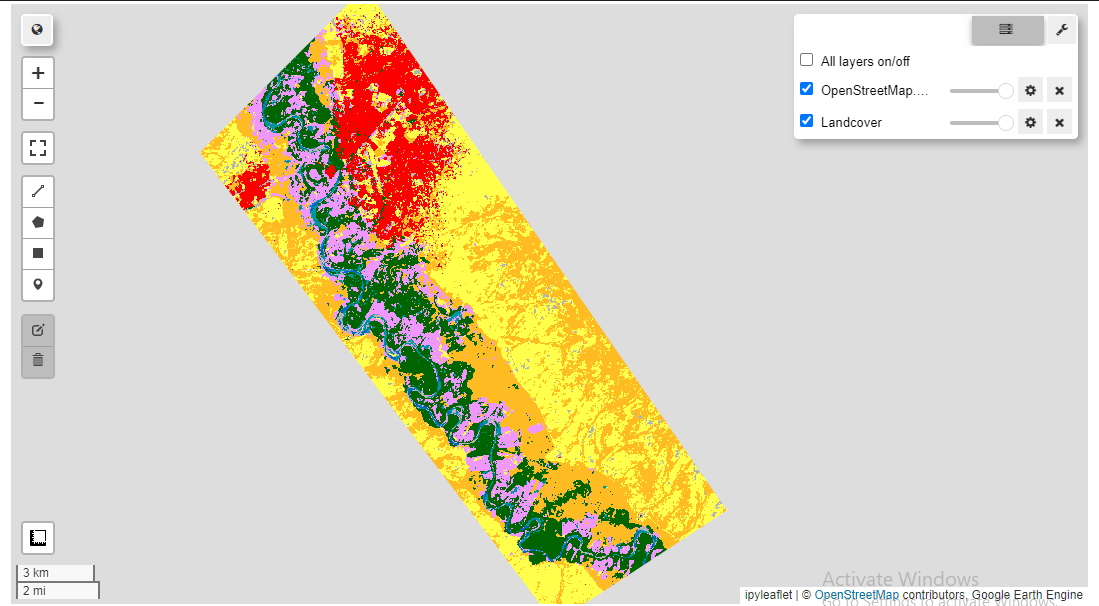 All layers on/off
OpenStreetMap....
Landcover
3 km
2 mi
Activate Windows
Go to Settings to activate Windows.
ipyleaflet | © OpenStreetMap contributors, Google Earth Engine